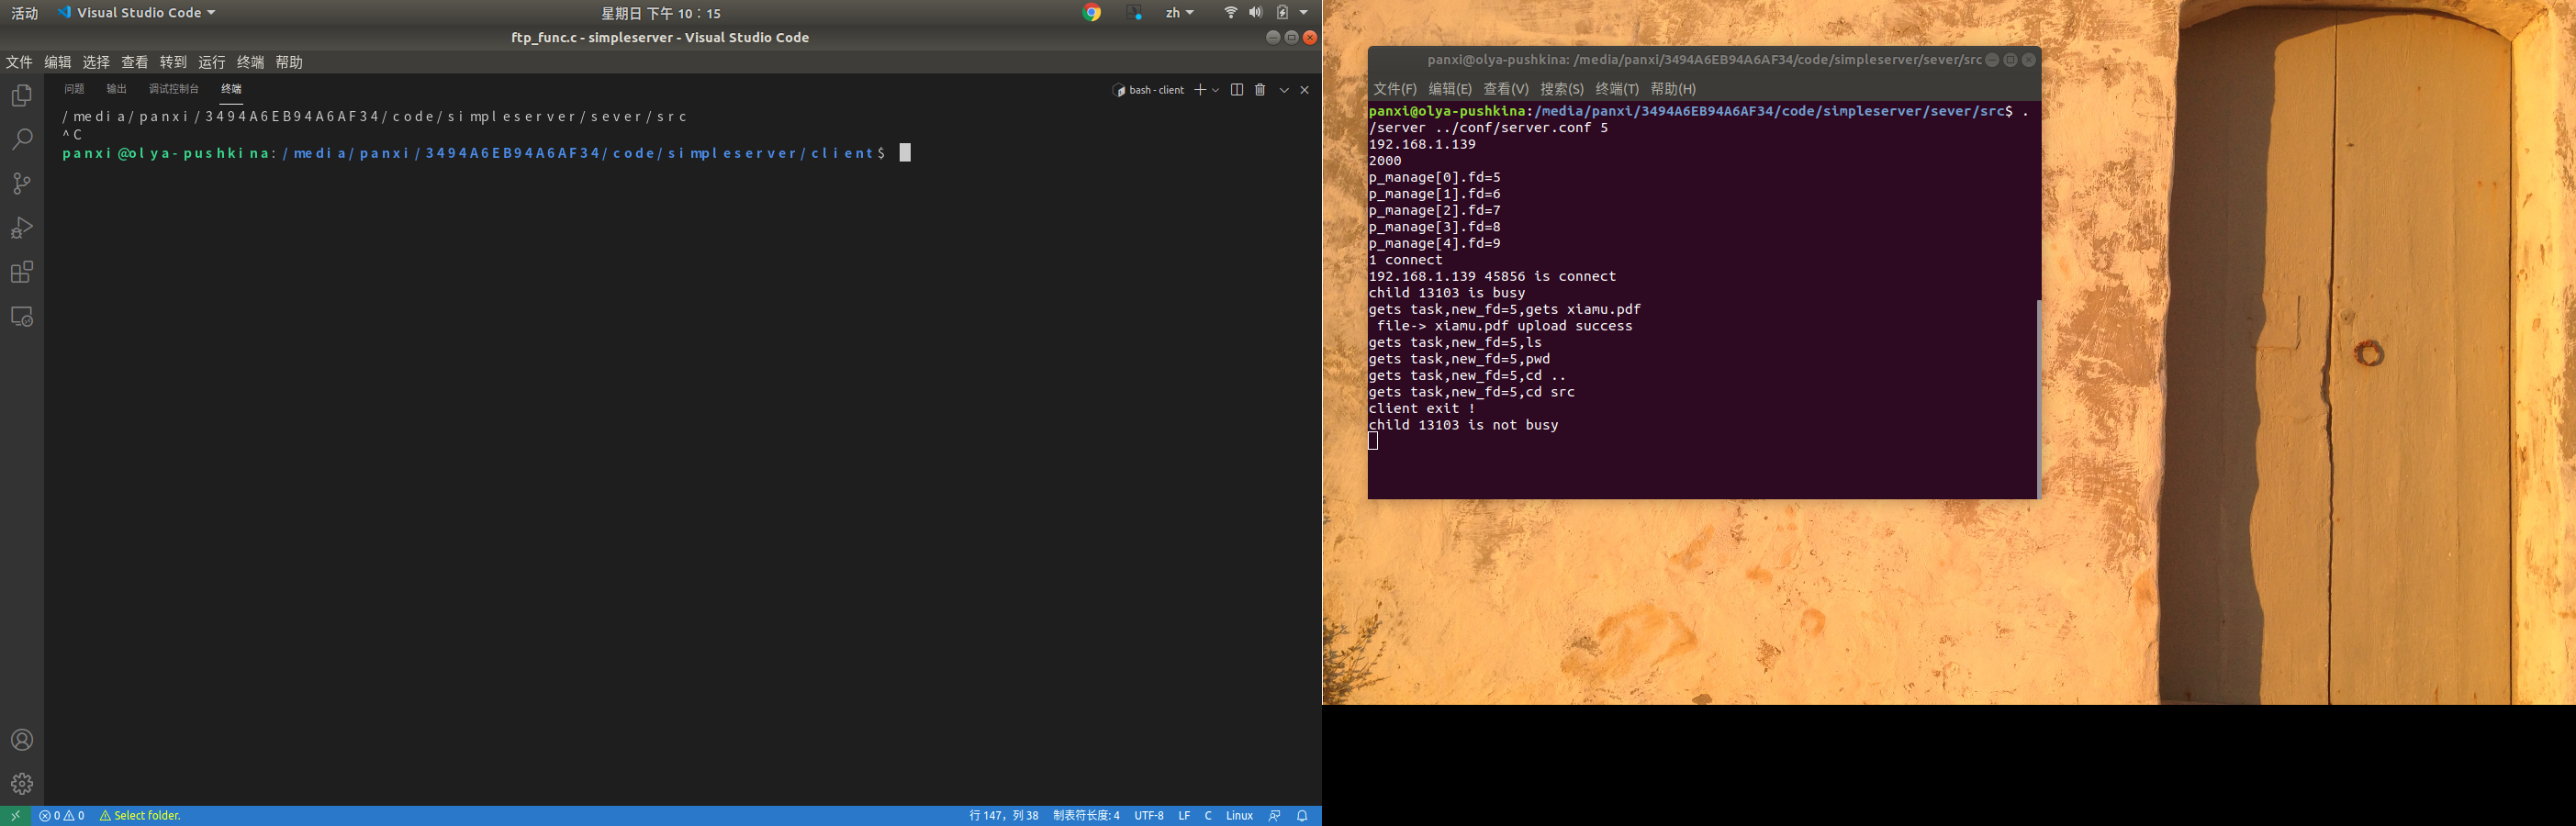 活动 Visual Studio Code 星期日 下午 10：15 zh
ftp_func.c - simpleserver - Visual Studio Code
文件 编辑 选择 查看 转到 运行 终端 帮助
问题 输出 调试控制台 终端 bash - client
/media/panxi/3494A6EB94A6AF34/code/simpleserver/sever/src
^C
panxi@olya-pushkina:/media/panxi/3494A6EB94A6AF34/code/simpleserver/client$
0 0 Select folder. 行 147，列 38 制表符长度: 4 UTF-8 LF C Linux
panxi@olya-pushkina: /media/panxi/3494A6EB94A6AF34/code/simpleserver/sever/src
文件(F) 编辑(E) 查看(V) 搜索(S) 终端(T) 帮助(H)
panxi@olya-pushkina:/media/panxi/3494A6EB94A6AF34/code/simpleserver/sever/src$ .
/server ../conf/server.conf 5
192.168.1.139
2000
p_manage[0].fd=5
p_manage[1].fd=6
p_manage[2].fd=7
p_manage[3].fd=8
p_manage[4].fd=9
1 connect
192.168.1.139 45856 is connect
child 13103 is busy
gets task,new_fd=5,gets xiamu.pdf
file-> xiamu.pdf upload success
gets task,new_fd=5,ls
gets task,new_fd=5,pwd
gets task,new_fd=5,cd ..
gets task,new_fd=5,cd src
client exit !
child 13103 is not busy